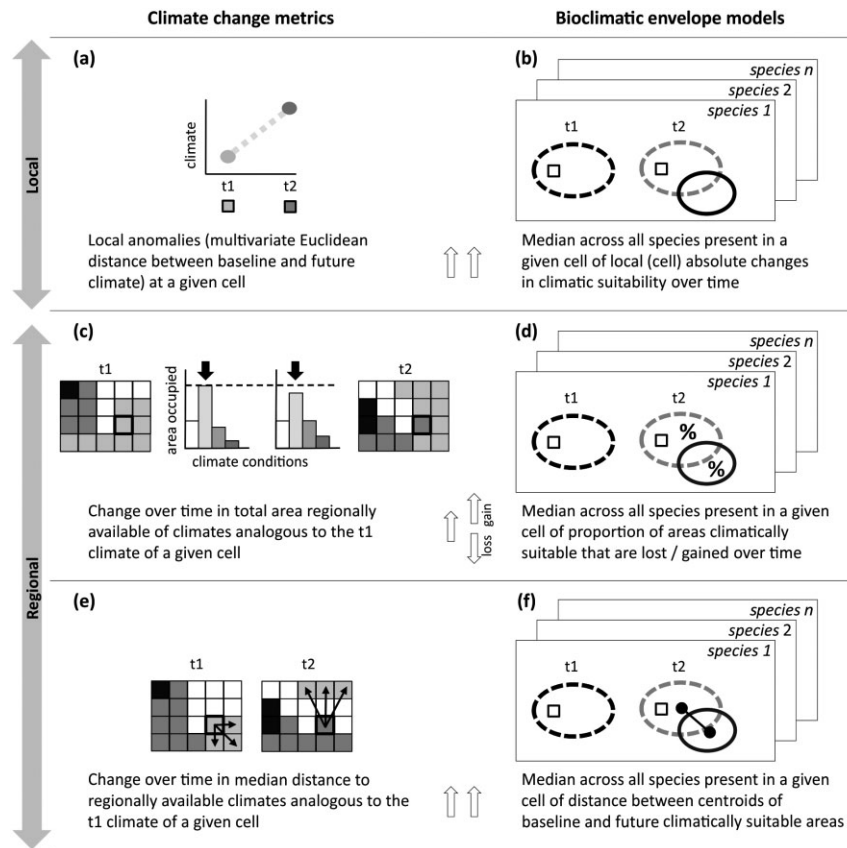 Climate change metrics
Bioclimatic envelope models
Local
(a)
climate
t1
t2
Local anomalies (multivariate Euclidean
distance between baseline and future
climate) at a given cell
(b)
species n
species 2
species 1
t1
t2
Median across all species present in a
given cell of local (cell) absolute changes
in climatic suitability over time
Regional
(c)
t1
t2
area occupied
climate conditions
Change over time in total area regionally
available of climates analogous to the t1
climate of a given cell
loss gain
(d)
species n
species 2
species 1
t1
t2
%
%
Median across all species present in a given
cell of proportion of areas climatically
suitable that are lost / gained over time
(e)
t1
t2
Change over time in median distance to
regionally available climates analogous to the
t1 climate of a given cell
(f)
species n
species 2
species 1
t1
t2
Median across all species present in a given
cell of distance between centroids of
baseline and future climatically suitable areas